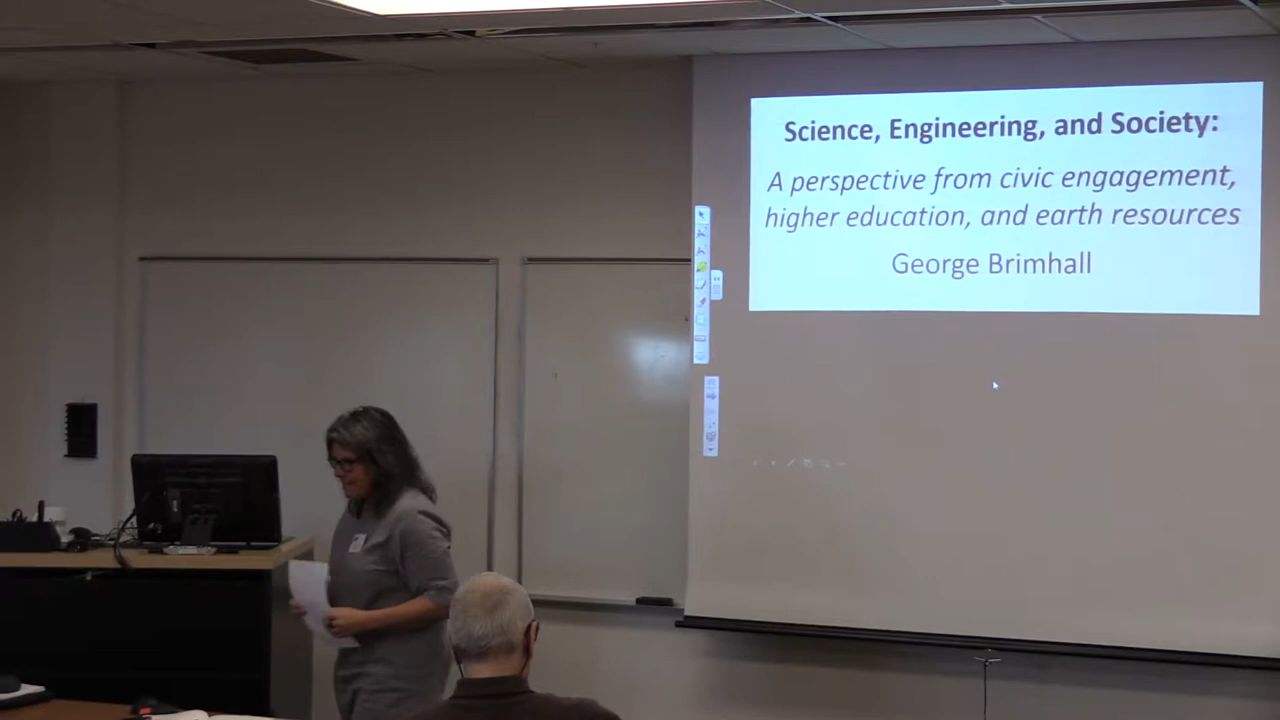 Science, Engineering, and Society:
A perspective from civic engagement,
higher education, and earth resources
George Brimhall